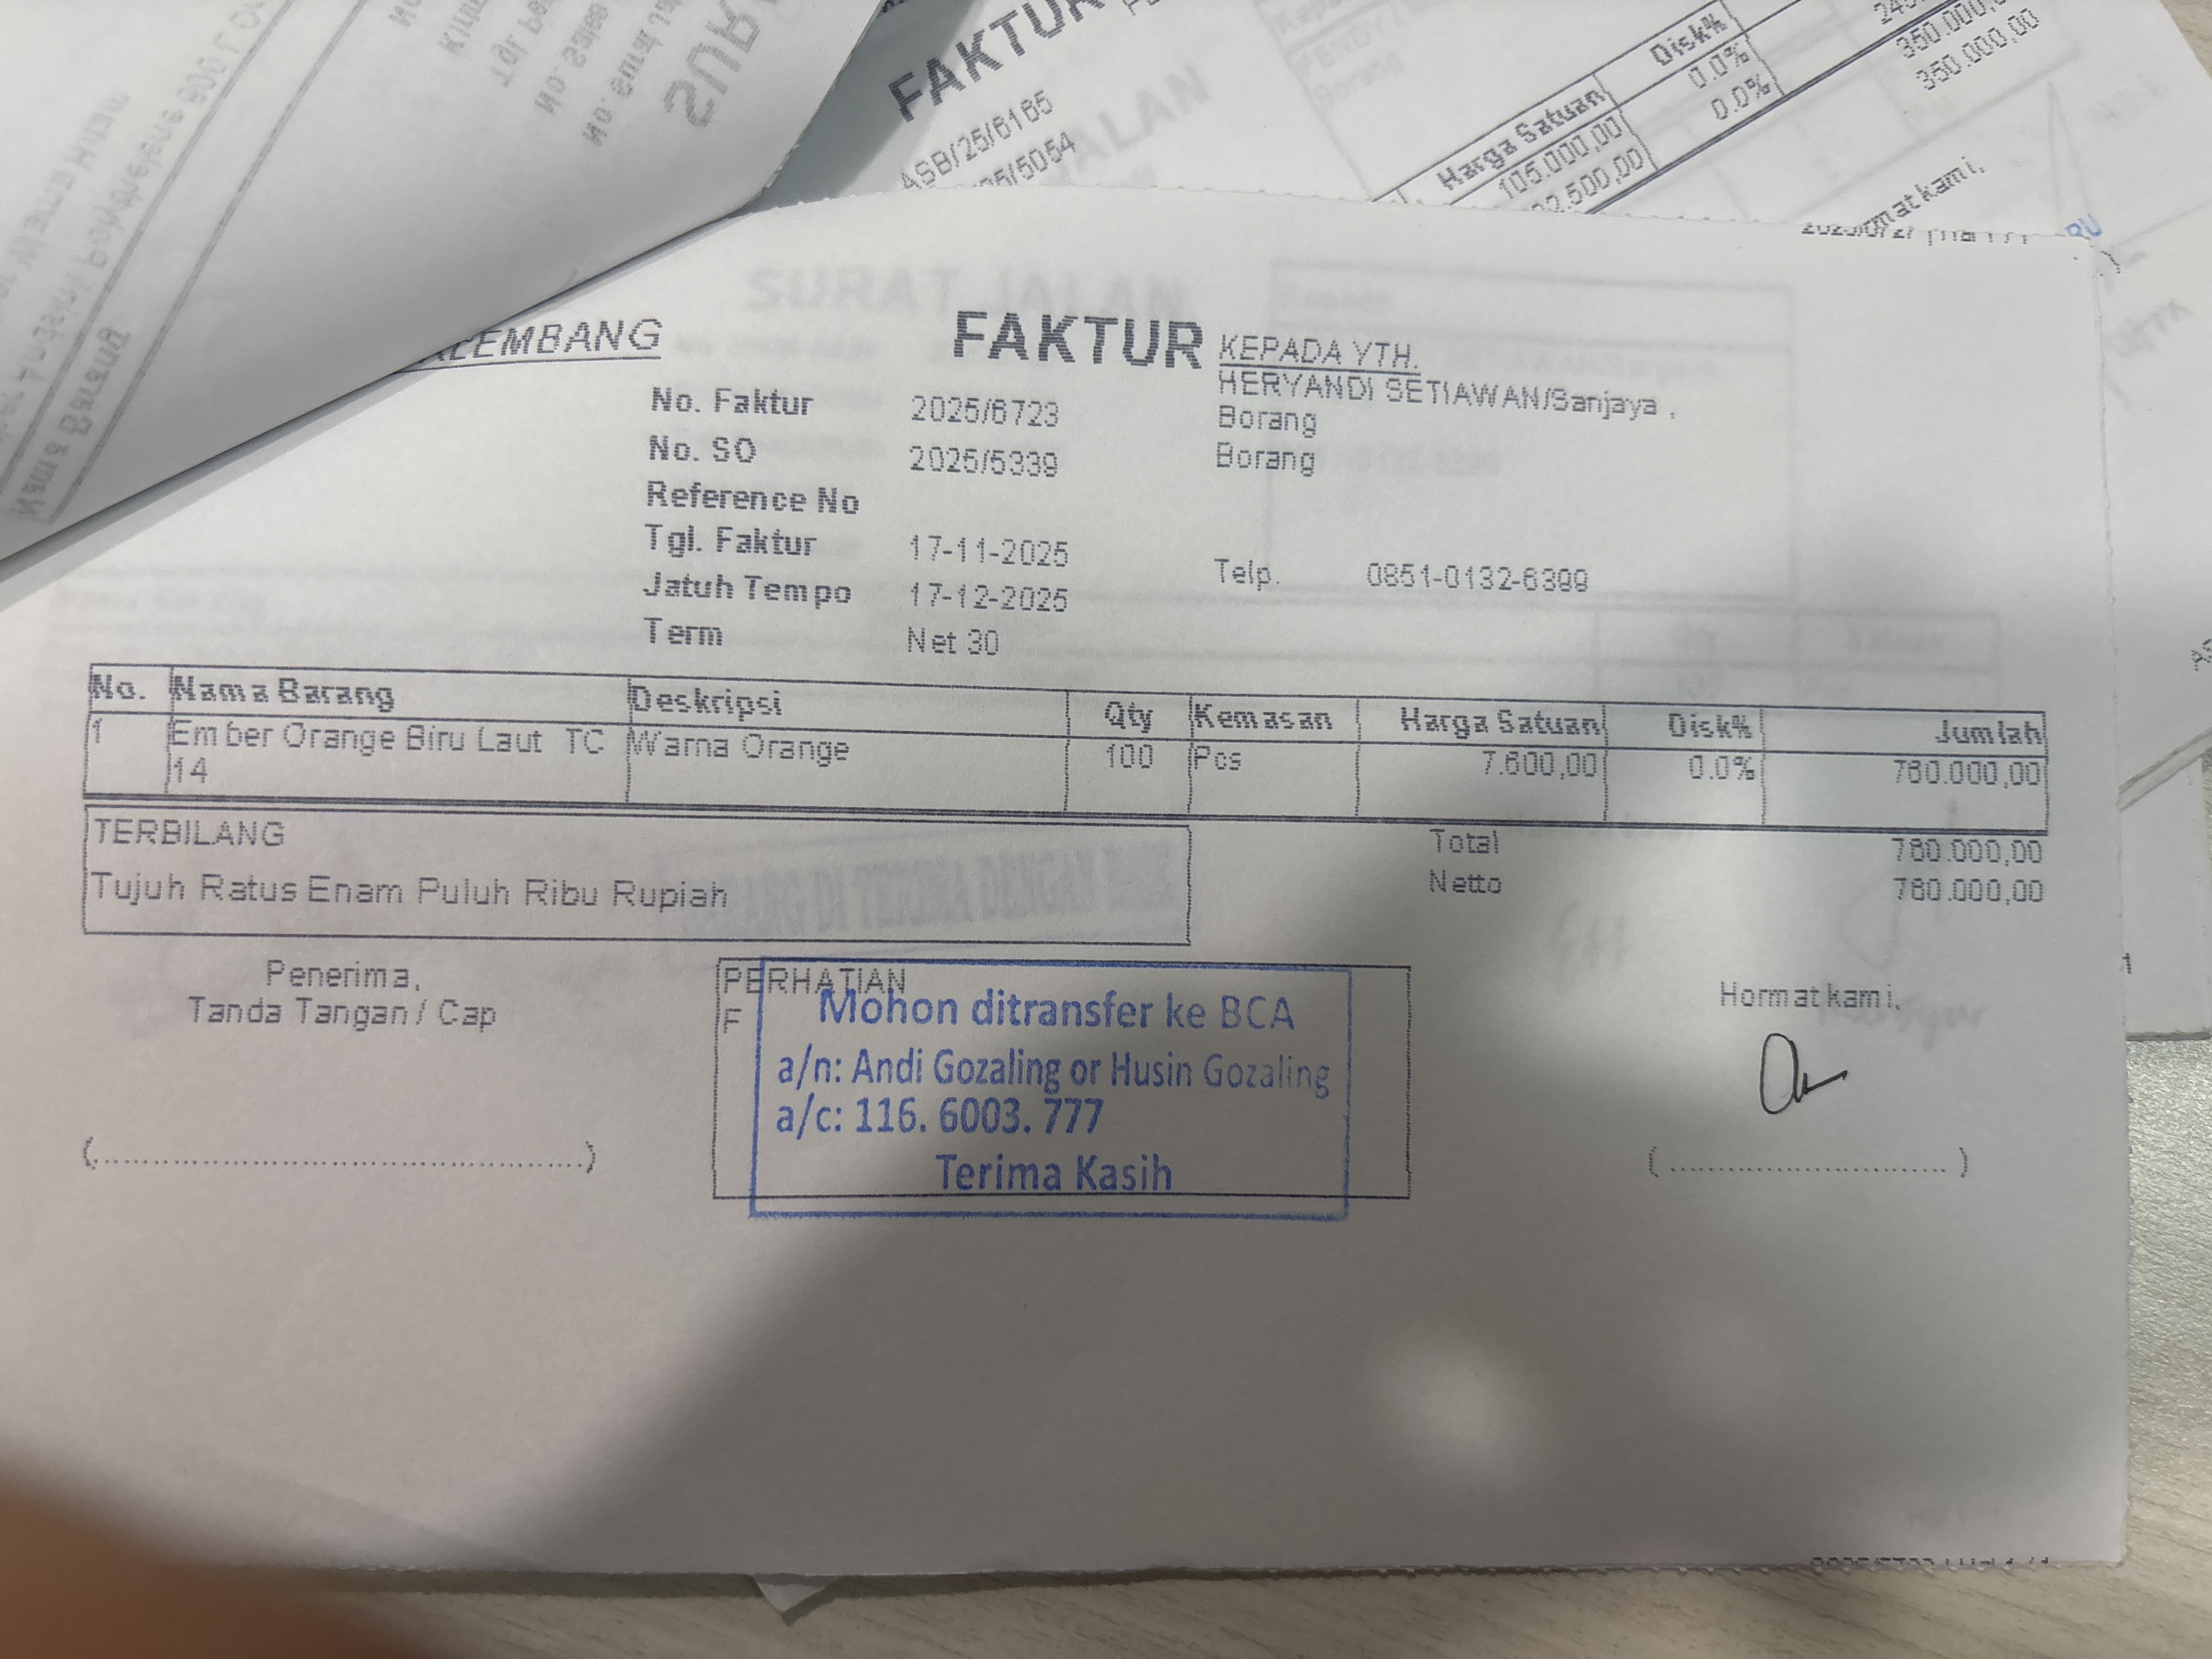 FAKTUR
ASB/25/6165
/5054
Harga Satuan Disk%
105.000,00 0.0%
0.0%
350.000,00
350.000,00
FAKTUR
KEPADA YTH.
HERYANDI SETIAWAN/Sanjaya .
Borang
Borang
No. Faktur 2025/6723
No. SO 2025/5339
Reference No
Tgl. Faktur 17-11-2025
Jatuh Tempo 17-12-2025
Term Net 30
Telp. 0851-0132-6399
No. Nama Barang Deskripsi Qty Kemasan Harga Satuan Disk% Jumlah
1 Ember Orange Biru Laut TC 14 Warna Orange 100 Pcs 7.600,00 0.0% 760.000,00
TERBILANG
Tujuh Ratus Enam Puluh Ribu Rupiah
Total 760.000,00
Netto 760.000,00
Penerima,
Tanda Tangan / Cap
(................................................)
PERHATIAN
F
Mohon ditransfer ke BCA
a/n: Andi Gozaling or Husin Gozaling
a/c: 116. 6003. 777
Terima Kasih
Hormat kami,
( ............................ )